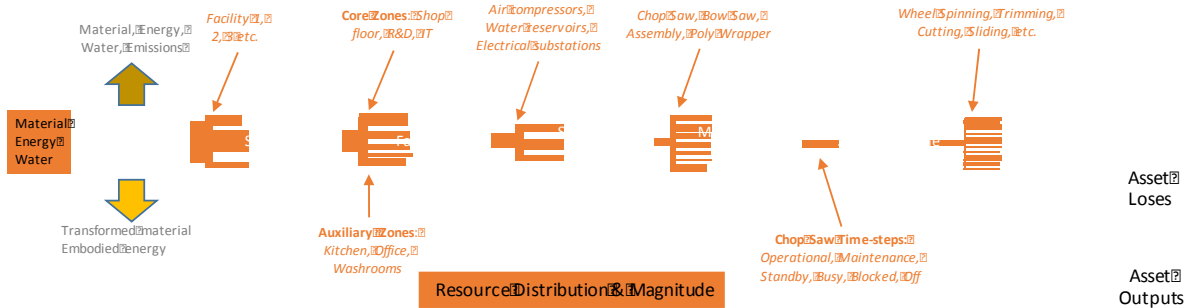 Material, Energy,
Water, Emissions
Facility 1,
2, 3 etc.
Core Zones: Shop
floor, R&D, IT
Air compressors,
Water reservoirs,
Electrical substations
Chop Saw, Bow Saw,
Assembly, Poly Wrapper
Wheel Spinning, Trimming,
Cutting, Sliding, etc.
Material
Energy
Water
Transformed material
Embodied energy
Auxiliary Zones:
Kitchen, Office,
Washrooms
Chop Saw Time-steps:
Operational, Maintenance,
Standby, Busy, Blocked, Off
Resource Distribution & Magnitude
Asset
Loses
Asset
Outputs